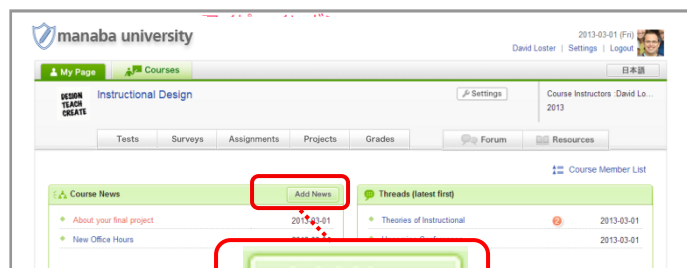 manaba university
2013-03-01 (Fri)
David Loster | Settings | Logout
My Page
Courses
日本語
DESIGN
TEACH
CREATE
Instructional Design
Settings
Course Instructors :David Lo...
2013
Tests Surveys Assignments Projects Grades Forum Resources
Course Member List
Course News
Add News
Threads (latest first)
About your final project 2013-03-01
Theories of Instructional 2 2013-03-01
New Office Hours
2013-03-01